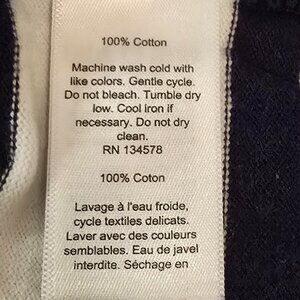 100% Cotton
Machine wash cold with
like colors. Gentle cycle.
Do not bleach. Tumble dry
low. Cool iron if
necessary. Do not dry
clean.
RN 134578
100% Coton
Lavage à l'eau froide,
cycle textiles delicats.
Laver avec des couleurs
semblables. Eau de javel
interdite. Séchage en